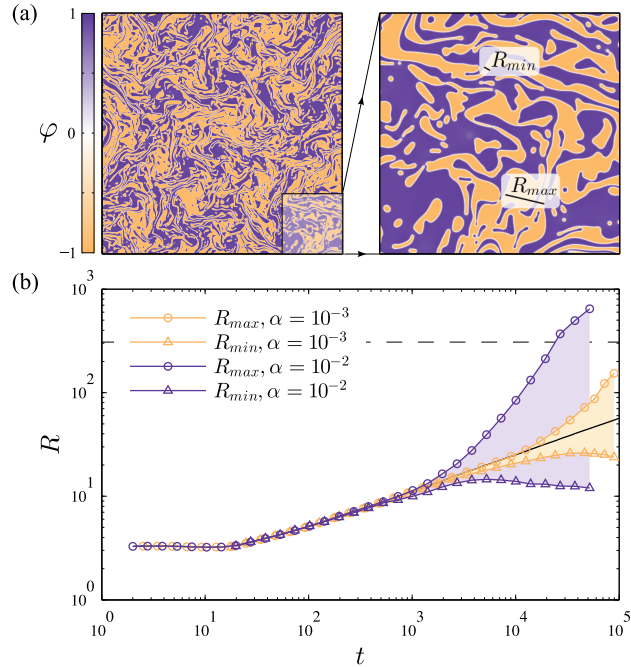 (a)
1
0
−1
φ
R_min
R_max
(b)
10^3
10^2
10^1
10^0
R
R_max, α = 10^−3
R_min, α = 10^−3
R_max, α = 10^−2
R_min, α = 10^−2
10^0 10^1 10^2 10^3 10^4 10^5
t